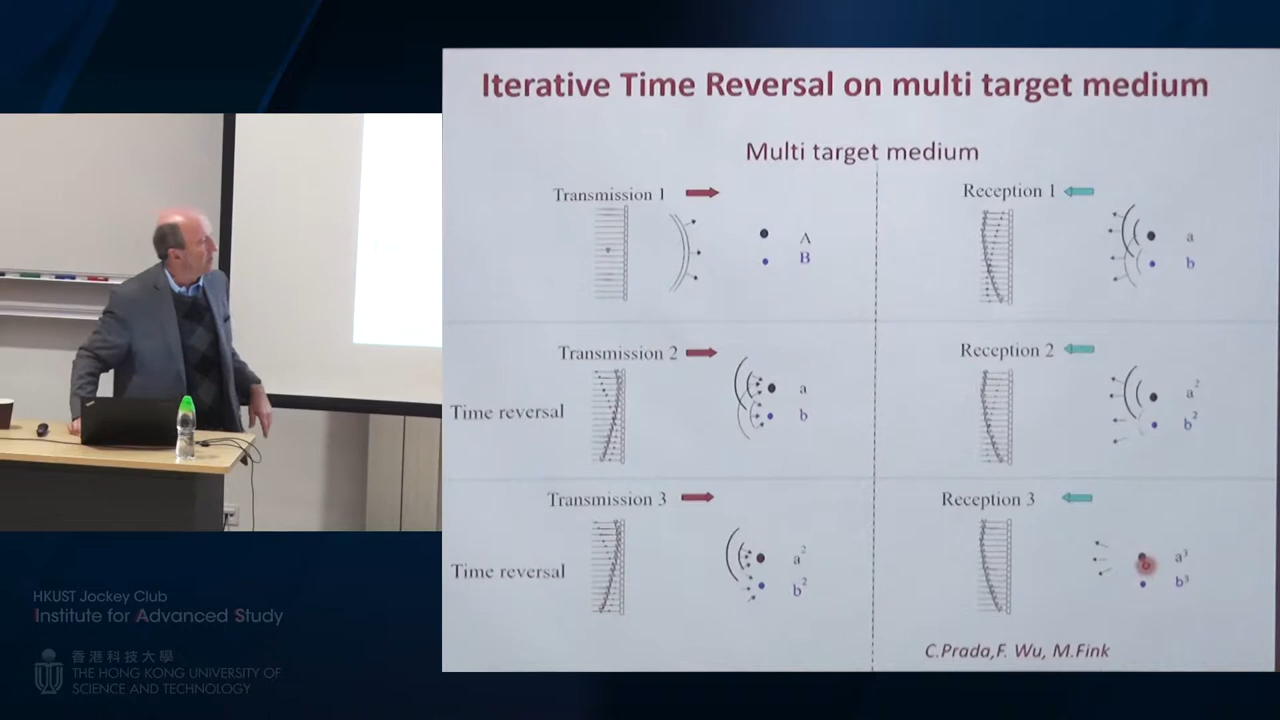 Iterative Time Reversal on multi target medium
Multi target medium
Transmission 1
A
B
Reception 1
a
b
Transmission 2
Time reversal
a
b
Reception 2
a²
b²
Transmission 3
Time reversal
a²
b²
Reception 3
a³
b³
C.Prada,F. Wu, M.Fink
HKUST Jockey Club
Institute for Advanced Study
香港科技大學
THE HONG KONG UNIVERSITY OF
SCIENCE AND TECHNOLOGY